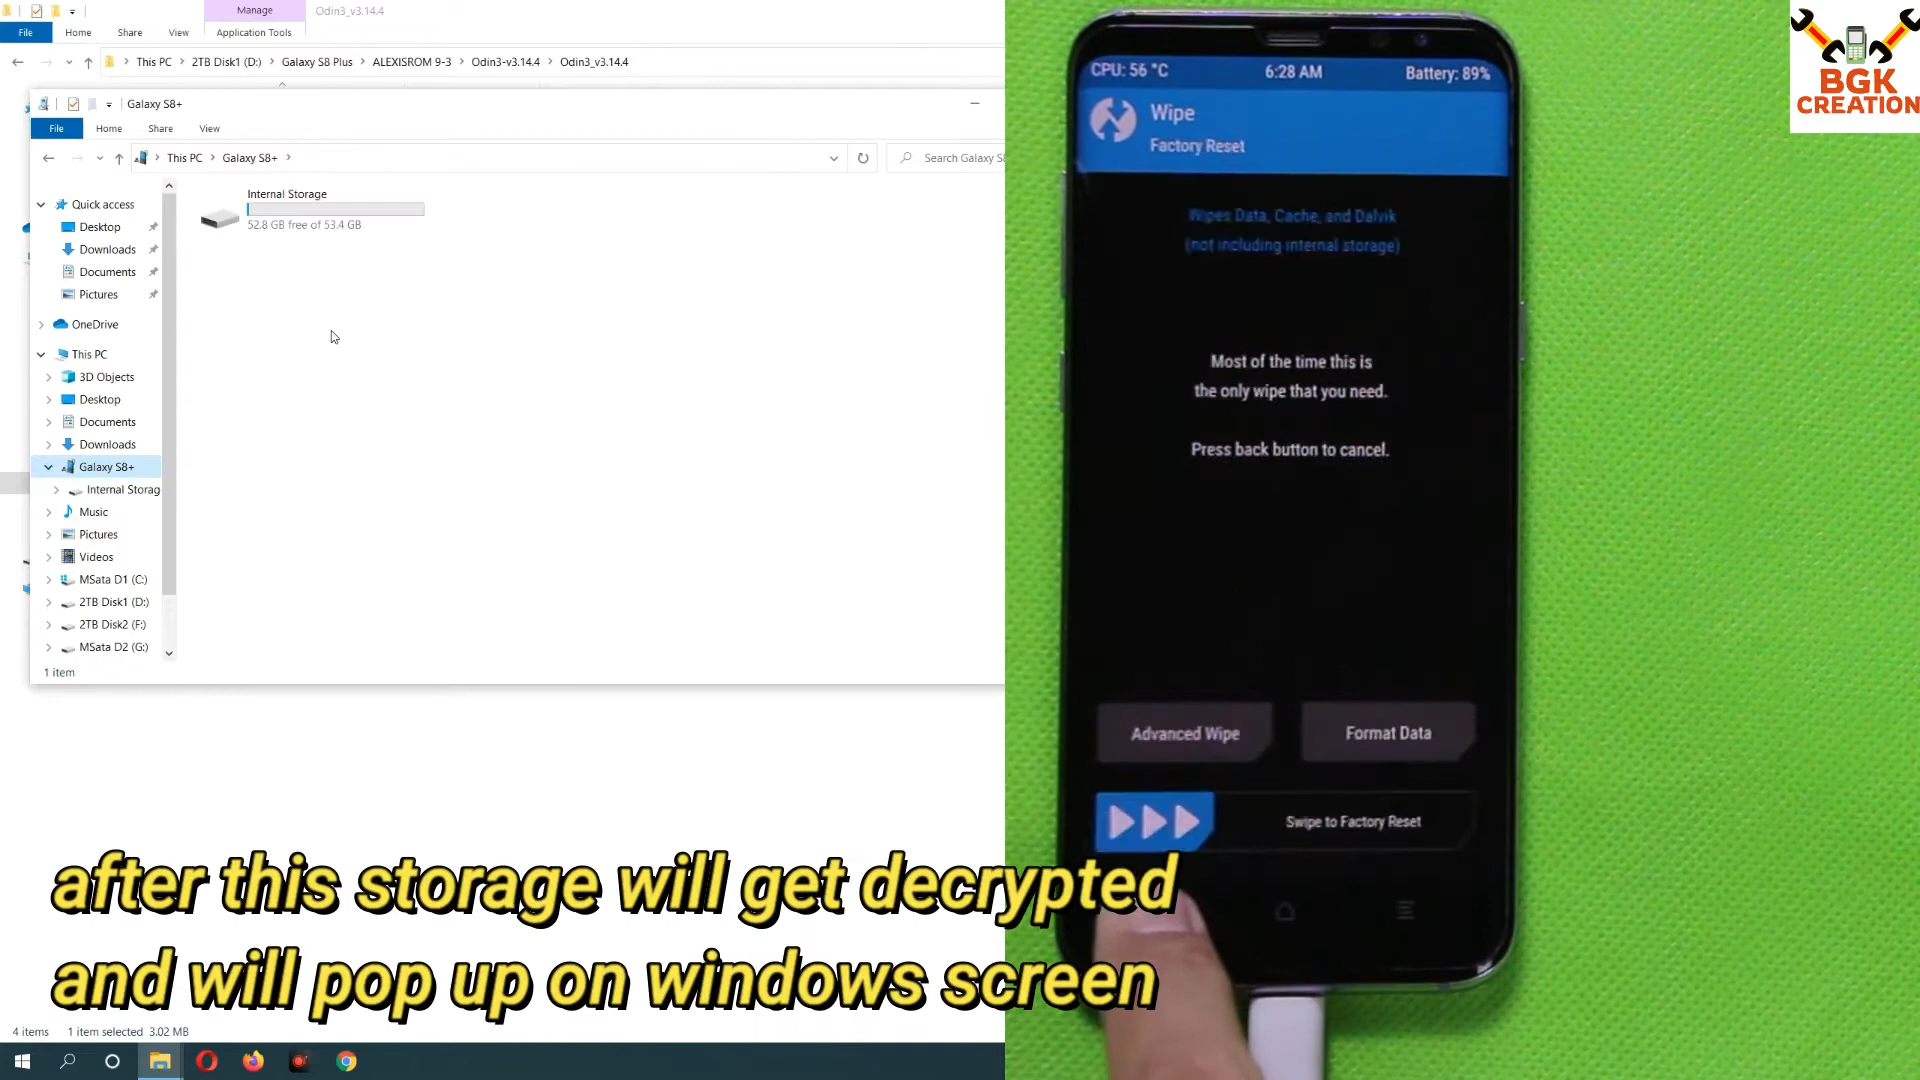 Manage
Odin3_v3.14.4
File
Home
Share
View
Application Tools
This PC
2TB Disk1 (D:)
Galaxy S8 Plus
ALEXISROM 9-3
Odin3-v3.14.4
Odin3_v3.14.4
Galaxy S8+
File
Home
Share
View
This PC
Galaxy S8+
Search Galaxy S8
Quick access
Desktop
Downloads
Documents
Pictures
OneDrive
This PC
3D Objects
Desktop
Documents
Downloads
Galaxy S8+
Internal Storag
Music
Pictures
Videos
MSata D1 (C:)
2TB Disk1 (D:)
2TB Disk2 (F:)
MSata D2 (G:)
1 item
Internal Storage
52.8 GB free of 53.4 GB
CPU: 56 °C
6:28 AM
Battery: 89%
Wipe
Factory Reset
Wipes Data, Cache, and Dalvik
(not including internal storage)
Most of the time this is
the only wipe that you need.
Press back button to cancel.
Advanced Wipe
Format Data
Swipe to Factory Reset
BGK
CREATION
after this storage will get decrypted
and will pop up on windows screen
4 items
1 item selected 3.02 MB